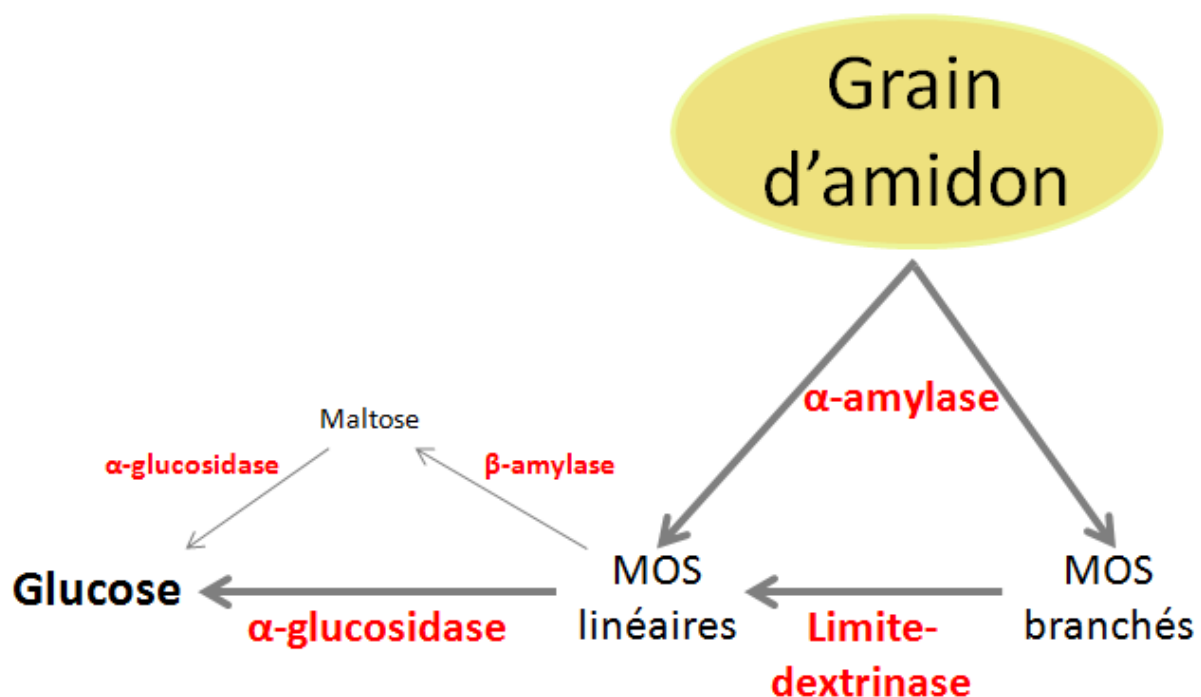 Grain
d'amidon
α-amylase
Maltose
α-glucosidase
β-amylase
Glucose
α-glucosidase
MOS
linéaires
Limite-
dextrinase
MOS
branchés